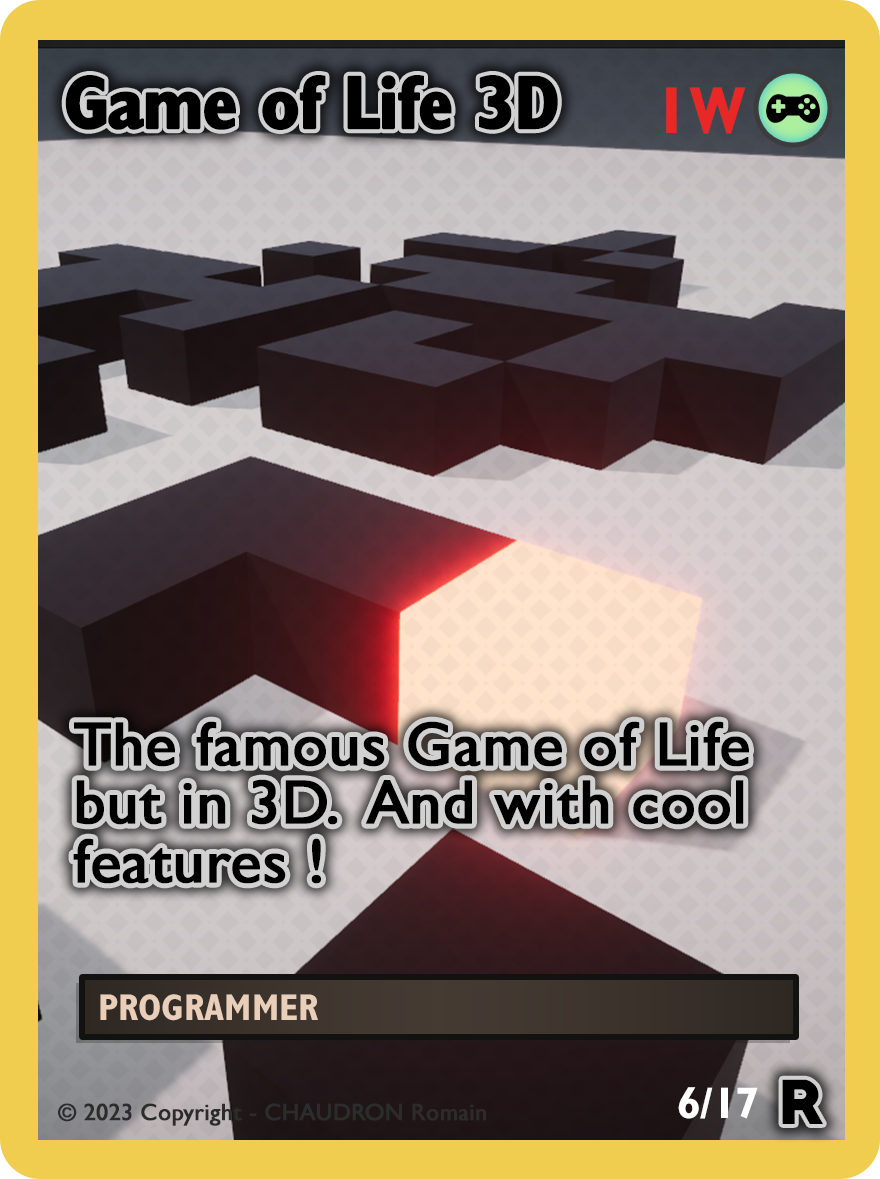 Game of Life 3D
1W
The famous Game of Life
but in 3D. And with cool
features !
PROGRAMMER
© 2023 Copyright - CHAUDRON Romain
6/17
R